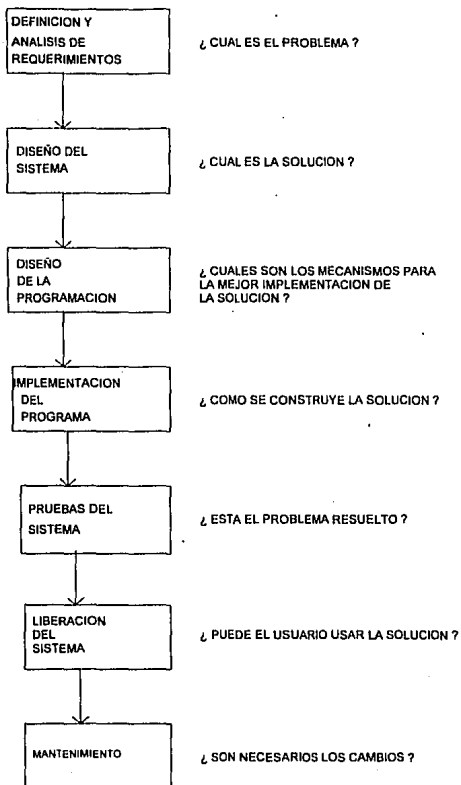 DEFINICION Y
ANALISIS DE
REQUERIMIENTOS
¿ CUAL ES EL PROBLEMA ?
DISEÑO DEL
SISTEMA
¿ CUAL ES LA SOLUCION ?
DISEÑO
DE LA
PROGRAMACION
¿ CUALES SON LOS MECANISMOS PARA
LA MEJOR IMPLEMENTACION DE
LA SOLUCION ?
IMPLEMENTACION
DEL
PROGRAMA
¿ COMO SE CONSTRUYE LA SOLUCION ?
PRUEBAS DEL
SISTEMA
¿ ESTA EL PROBLEMA RESUELTO ?
LIBERACION
DEL
SISTEMA
¿ PUEDE EL USUARIO USAR LA SOLUCION ?
MANTENIMIENTO
¿ SON NECESARIOS LOS CAMBIOS ?